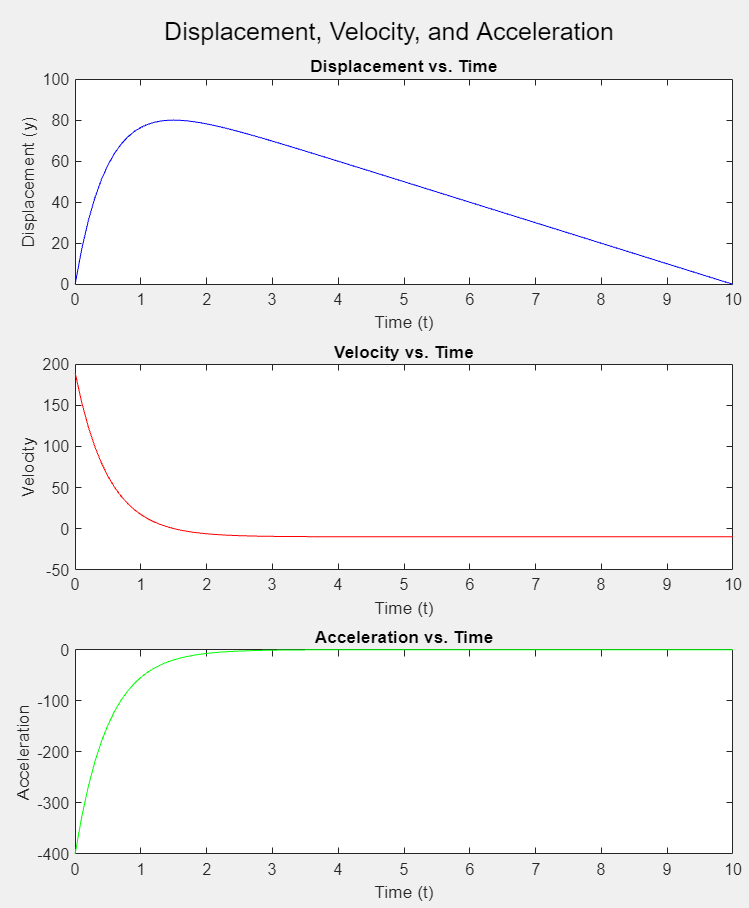 Displacement, Velocity, and Acceleration
Displacement vs. Time
100
80
60
40
20
0
Displacement (y)
0 1 2 3 4 5 6 7 8 9 10
Time (t)
Velocity vs. Time
200
150
100
50
0
-50
Velocity
0 1 2 3 4 5 6 7 8 9 10
Time (t)
Acceleration vs. Time
0
-100
-200
-300
-400
Acceleration
0 1 2 3 4 5 6 7 8 9 10
Time (t)